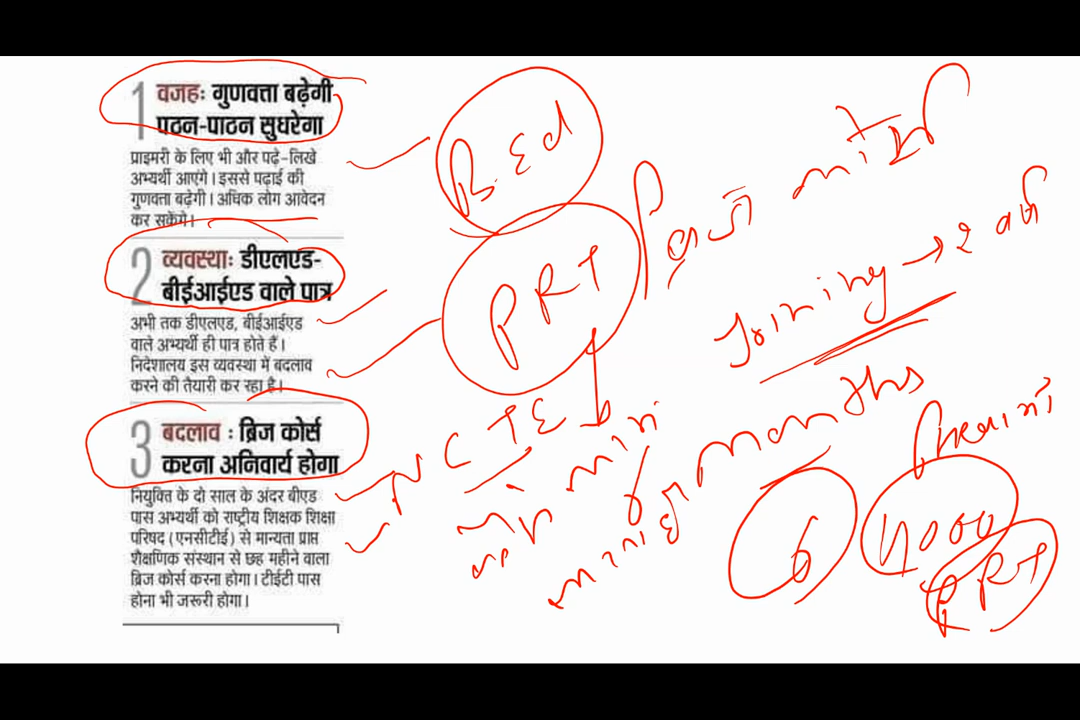 1 वजहः गुणवत्ता बढ़ेगी
पठन-पाठन सुधरेगा
प्राइमरी के लिए भी और पढ़े-लिखे
अभ्यर्थी आएंगे। इससे पढ़ाई की
गुणवत्ता बढ़ेगी। अधिक लोग आवेदन
कर सकेंगे।
2 व्यवस्थाः डीएलएड-
बीईआईएड वाले पात्र
अभी तक डीएलएड, बीईआईएड
वाले अभ्यर्थी ही पात्र होते हैं।
निदेशालय इस व्यवस्था में बदलाव
करने की तैयारी कर रहा है।
3 बदलाव : ब्रिज कोर्स
करना अनिवार्य होगा
नियुक्ति के दो साल के अंदर बीएड
पास अभ्यर्थी को राष्ट्रीय शिक्षक शिक्षा
परिषद (एनसीटीई) से मान्यता प्राप्त
शैक्षणिक संस्थान से छह महीने वाला
ब्रिज कोर्स करना होगा। टीईटी पास
होना भी जरूरी होगा।
B.Ed
PRT
ब्रिज कोर्स
Joining → 2 वर्ष
NCTE
6 months
6
4000
PRT